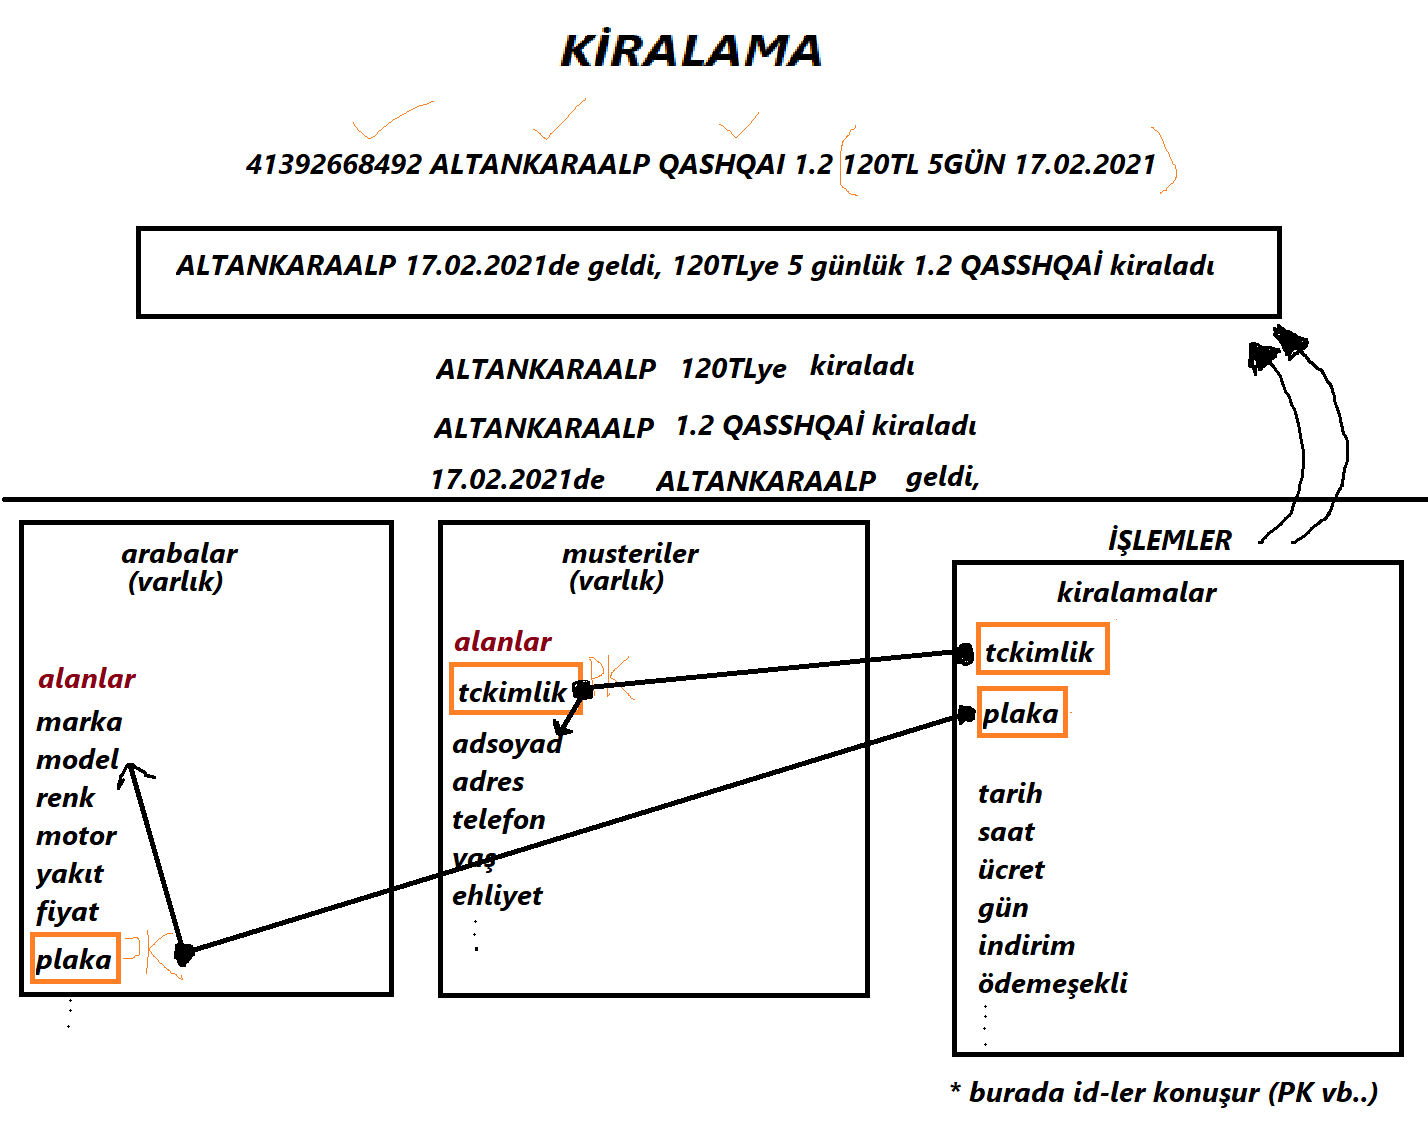 KİRALAMA
41392668492 ALTANKARAALP QASHQAI 1.2 120TL 5GÜN 17.02.2021
ALTANKARAALP 17.02.2021de geldi, 120TLye 5 günlük 1.2 QASSHQAİ kiraladı
ALTANKARAALP 120TLye kiraladı
ALTANKARAALP 1.2 QASSHQAİ kiraladı
17.02.2021de ALTANKARAALP geldi,
arabalar
(varlık)
alanlar
marka
model
renk
motor
yakıt
fiyat
plaka PK
musteriler
(varlık)
alanlar
tckimlik PK
adsoyad
adres
telefon
yaş
ehliyet
İŞLEMLER
kiralamalar
tckimlik
plaka
tarih
saat
ücret
gün
indirim
ödemeşekli
* burada id-ler konuşur (PK vb..)